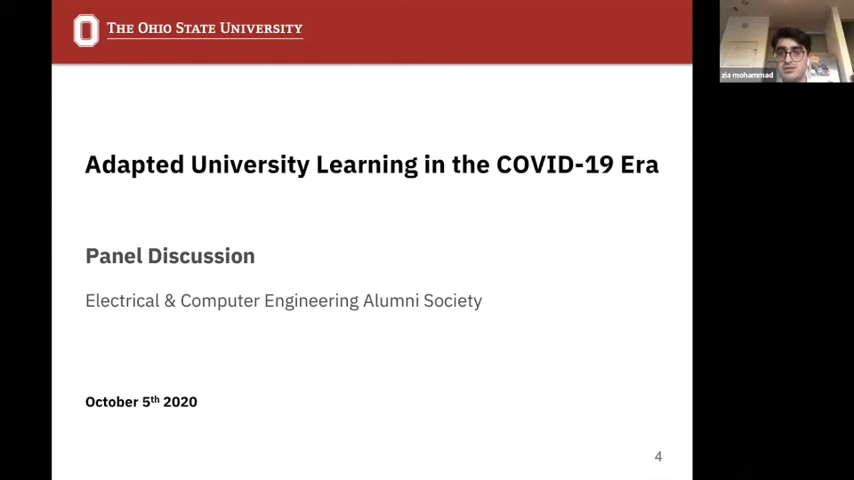 THE OHIO STATE UNIVERSITY
zia mohammad
Adapted University Learning in the COVID-19 Era
Panel Discussion
Electrical & Computer Engineering Alumni Society
October 5th 2020
4